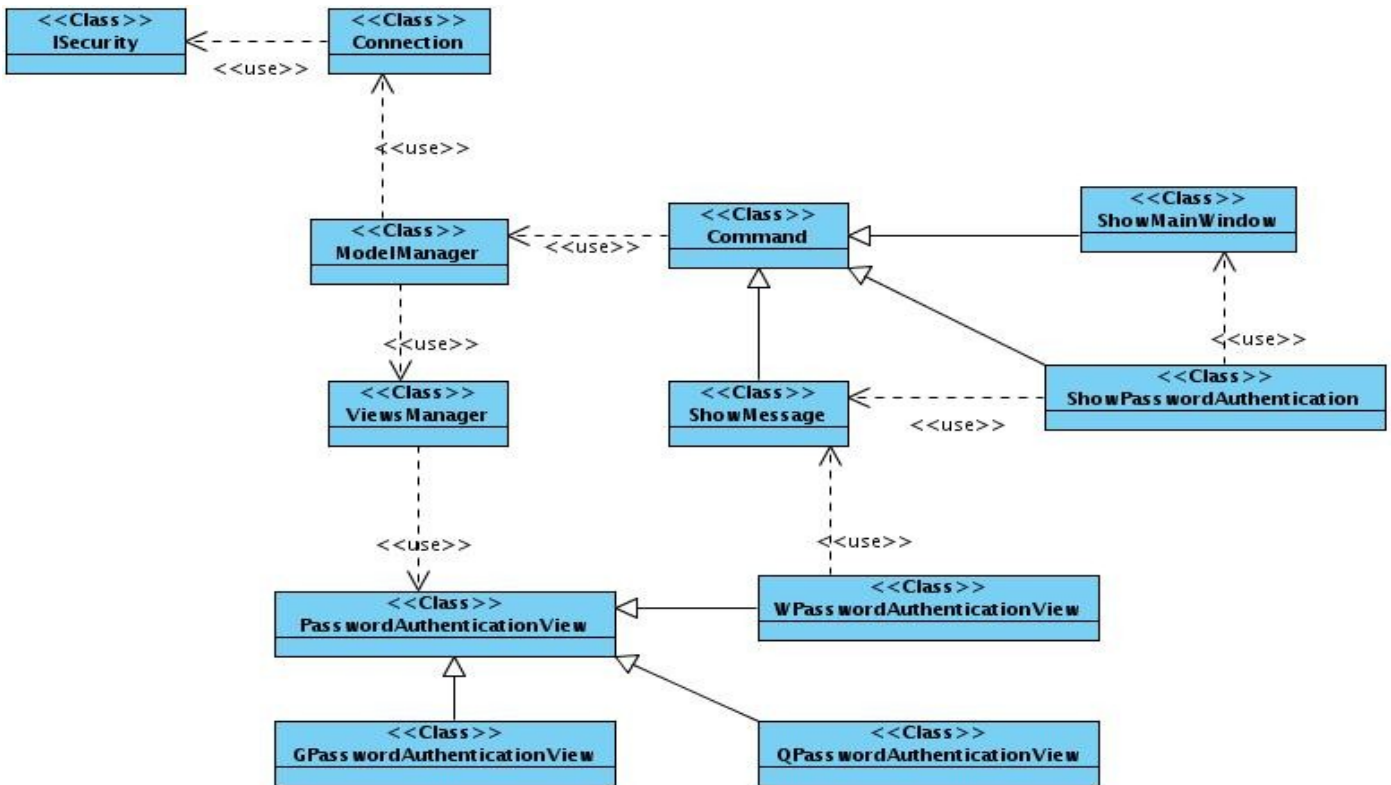 <<Class>>
ISecurity
<<Class>>
Connection
<<use>>
<<use>>
<<Class>>
ModelManager
<<Class>>
Command
<<Class>>
ShowMainWindow
<<use>>
<<use>>
<<use>>
<<Class>>
ViewsManager
<<Class>>
ShowMessage
<<Class>>
ShowPasswordAuthentication
<<use>>
<<use>>
<<use>>
<<Class>>
PasswordAuthenticationView
<<Class>>
WPasswordAuthenticationView
<<Class>>
GPasswordAuthenticationView
<<Class>>
QPasswordAuthenticationView